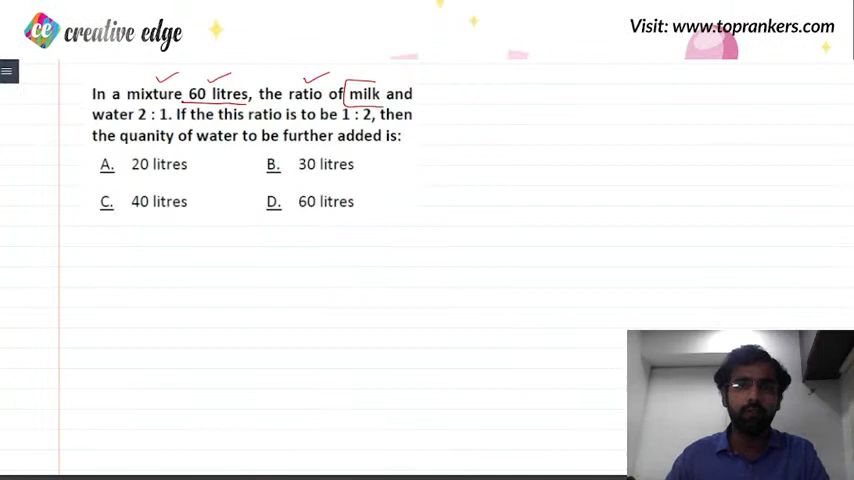 ce creative edge
Visit: www.toprankers.com
In a mixture 60 litres, the ratio of milk and
water 2 : 1. If the this ratio is to be 1 : 2, then
the quanity of water to be further added is:
A. 20 litres B. 30 litres
C. 40 litres D. 60 litres